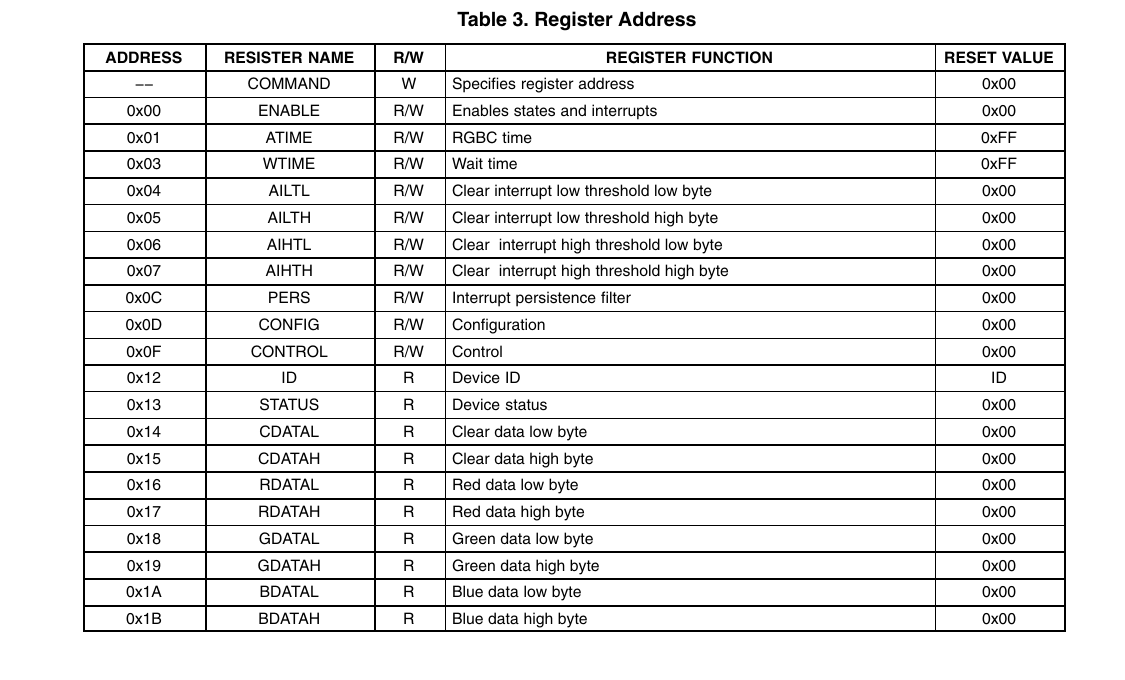 Table 3. Register Address
ADDRESS RESISTER NAME R/W REGISTER FUNCTION RESET VALUE
−− COMMAND W Specifies register address 0x00
0x00 ENABLE R/W Enables states and interrupts 0x00
0x01 ATIME R/W RGBC time 0xFF
0x03 WTIME R/W Wait time 0xFF
0x04 AILTL R/W Clear interrupt low threshold low byte 0x00
0x05 AILTH R/W Clear interrupt low threshold high byte 0x00
0x06 AIHTL R/W Clear  interrupt high threshold low byte 0x00
0x07 AIHTH R/W Clear  interrupt high threshold high byte 0x00
0x0C PERS R/W Interrupt persistence filter 0x00
0x0D CONFIG R/W Configuration 0x00
0x0F CONTROL R/W Control 0x00
0x12 ID R Device ID ID
0x13 STATUS R Device status 0x00
0x14 CDATAL R Clear data low byte 0x00
0x15 CDATAH R Clear data high byte 0x00
0x16 RDATAL R Red data low byte 0x00
0x17 RDATAH R Red data high byte 0x00
0x18 GDATAL R Green data low byte 0x00
0x19 GDATAH R Green data high byte 0x00
0x1A BDATAL R Blue data low byte 0x00
0x1B BDATAH R Blue data high byte 0x00